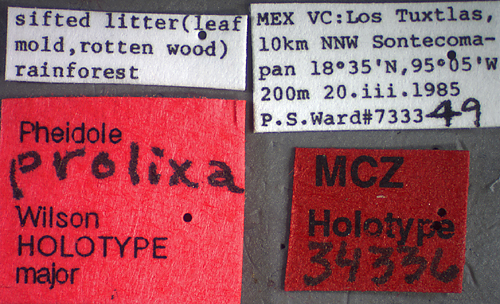 sifted litter(leaf
mold,rotten wood)
rainforest
MEX VC:Los Tuxtlas,
10km NNW Sontecoma-
pan 18°35'N,95°05'W
200m 20.iii.1985
P.S.Ward#7333-49
Pheidole
prolixa
Wilson
HOLOTYPE
major
MCZ
Holotype
34336